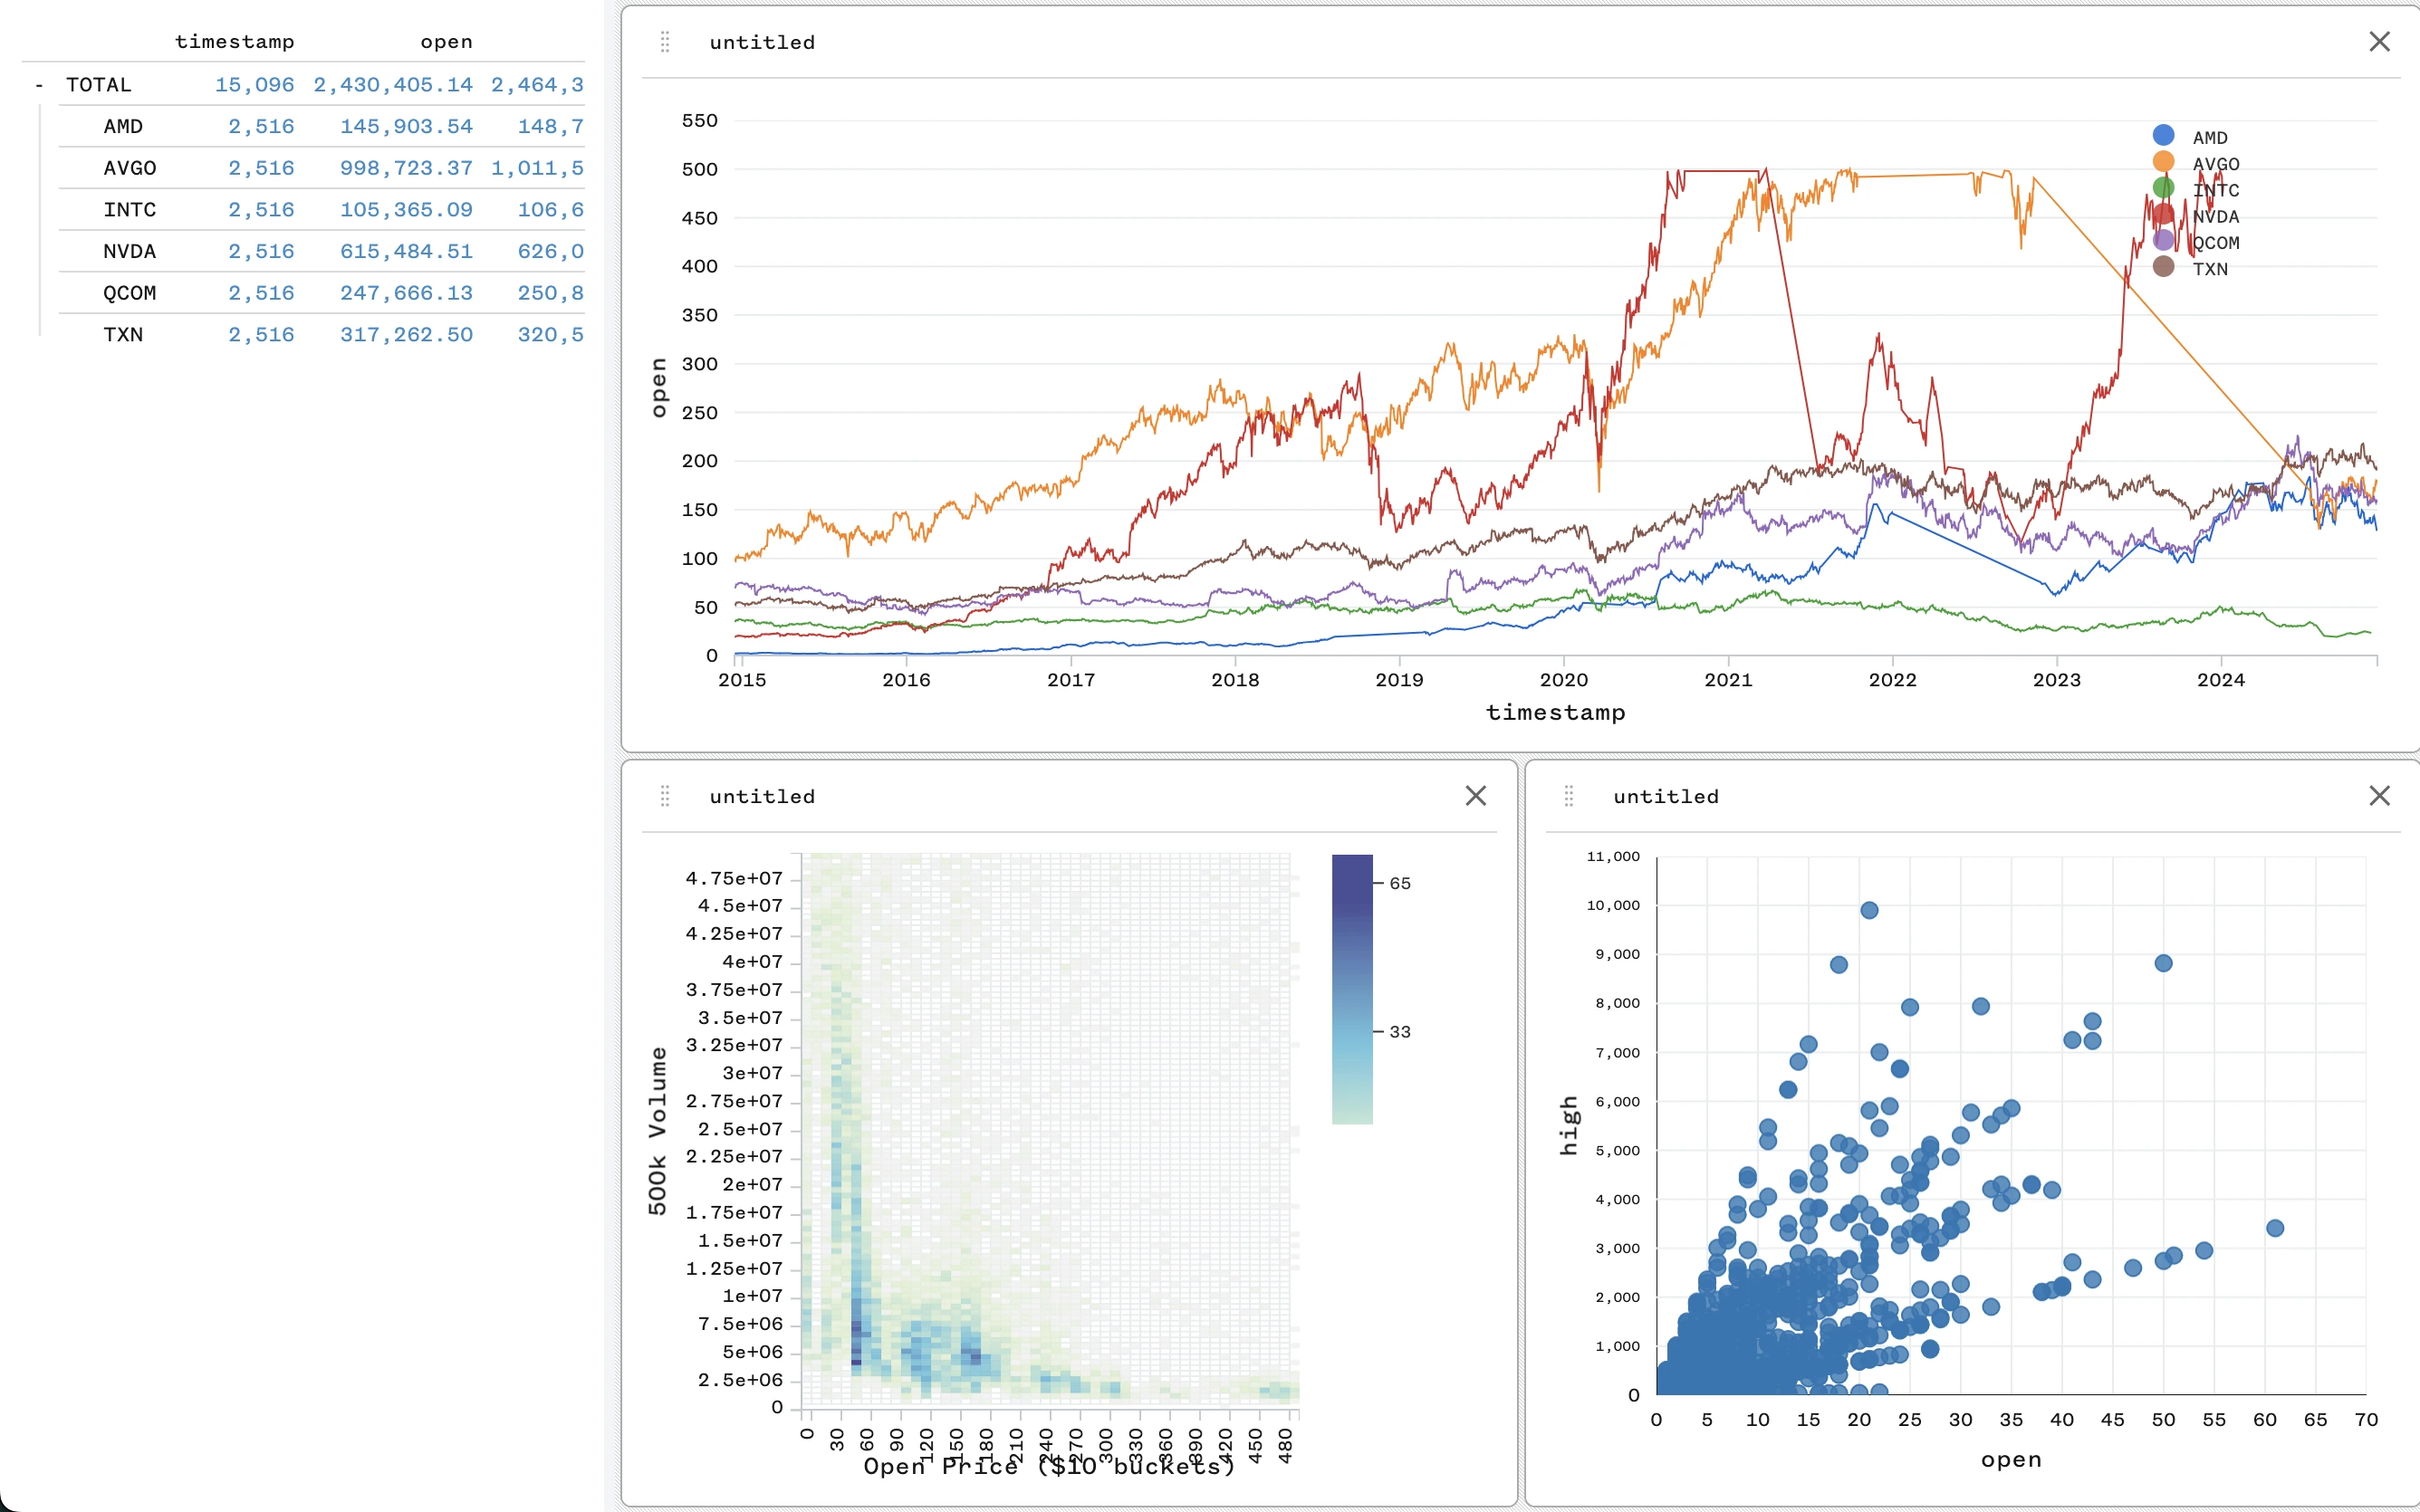 timestamp open
- TOTAL 15,096 2,430,405.14 2,464,3
AMD 2,516 145,903.54 148,7
AVGO 2,516 998,723.37 1,011,5
INTC 2,516 105,365.09 106,6
NVDA 2,516 615,484.51 626,0
QCOM 2,516 247,666.13 250,8
TXN 2,516 317,262.50 320,5
untitled
550
500
450
400
350
300
250
200
150
100
50
0
open
AMD
AVGO
INTC
NVDA
QCOM
TXN
2015 2016 2017 2018 2019 2020 2021 2022 2023 2024
timestamp
untitled
4.75e+07
4.5e+07
4.25e+07
4e+07
3.75e+07
3.5e+07
3.25e+07
3e+07
2.75e+07
2.5e+07
2.25e+07
2e+07
1.75e+07
1.5e+07
1.25e+07
1e+07
7.5e+06
5e+06
2.5e+06
0
500k Volume
0 30 60 90 120 150 180 210 240 270 300 330 360 390 420 450 480
Open Price ($10 buckets)
65
33
untitled
11,000
10,000
9,000
8,000
7,000
6,000
5,000
4,000
3,000
2,000
1,000
0
high
0 5 10 15 20 25 30 35 40 45 50 55 60 65 70
open